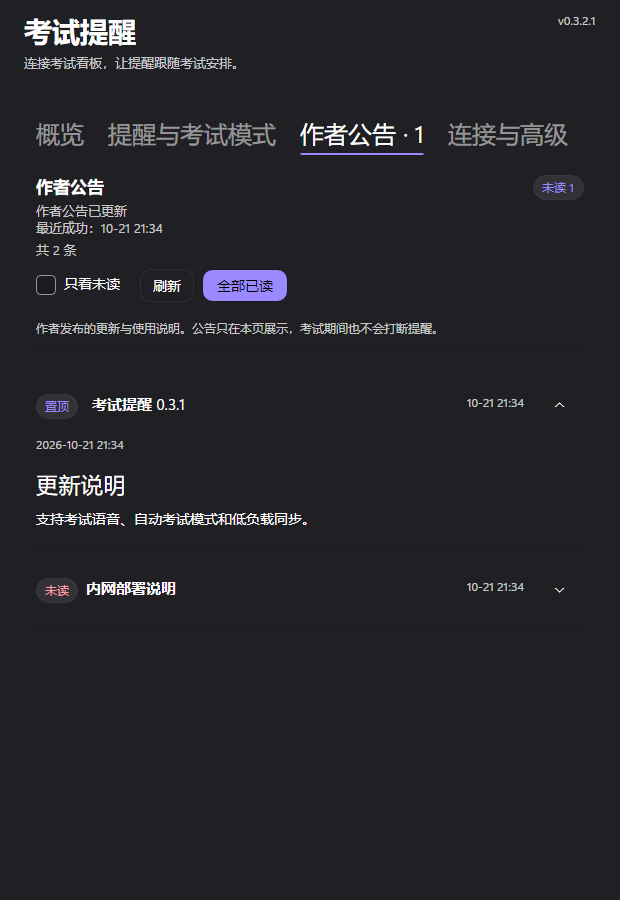 考试提醒
v0.3.2.1
连接考试看板，让提醒跟随考试安排。
概览 提醒与考试模式 作者公告 · 1 连接与高级
作者公告
未读 1
作者公告已更新
最近成功：10-21 21:34
共 2 条
只看未读 刷新 全部已读
作者发布的更新与使用说明。公告只在本页展示，考试期间也不会打断提醒。
置顶 考试提醒 0.3.1 10-21 21:34
2026-10-21 21:34
更新说明
支持考试语音、自动考试模式和低负载同步。
未读 内网部署说明 10-21 21:34